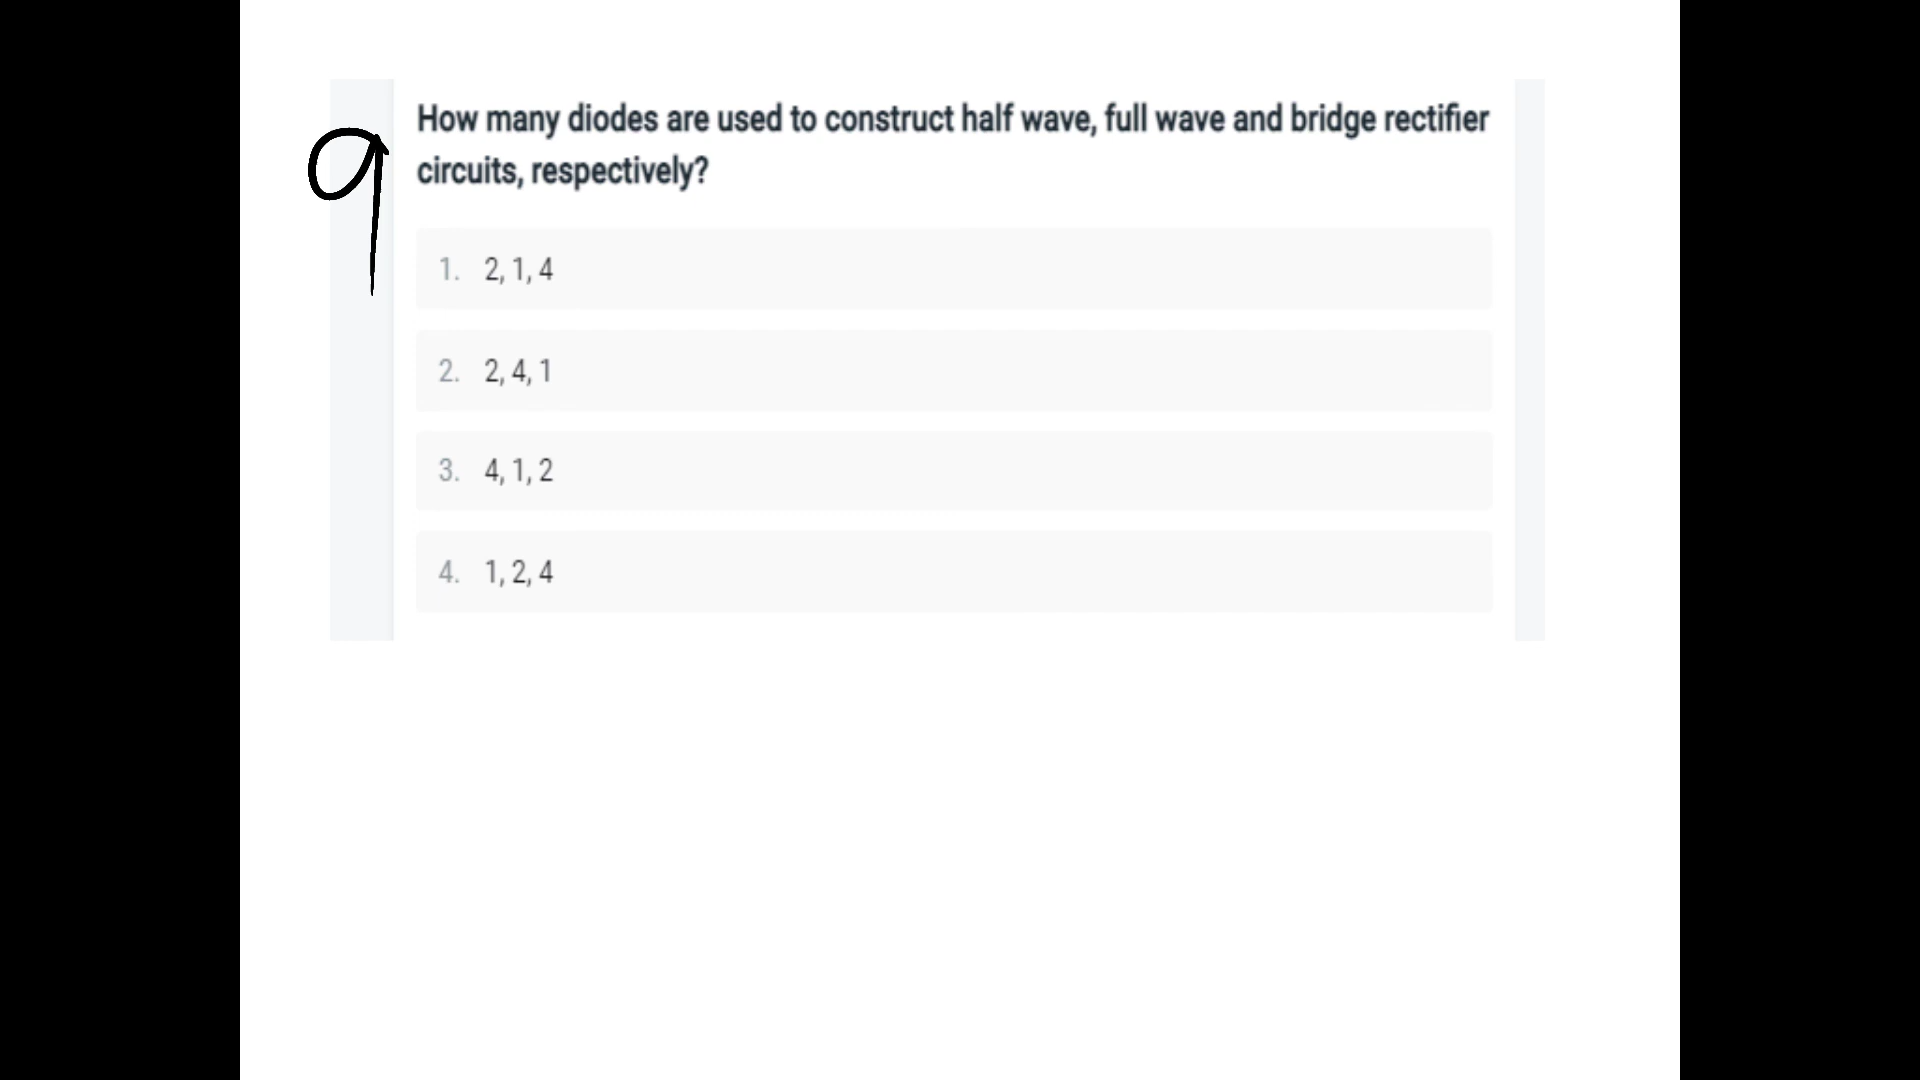 9
How many diodes are used to construct half wave, full wave and bridge rectifier
circuits, respectively?
1. 2, 1, 4
2. 2, 4, 1
3. 4, 1, 2
4. 1, 2, 4